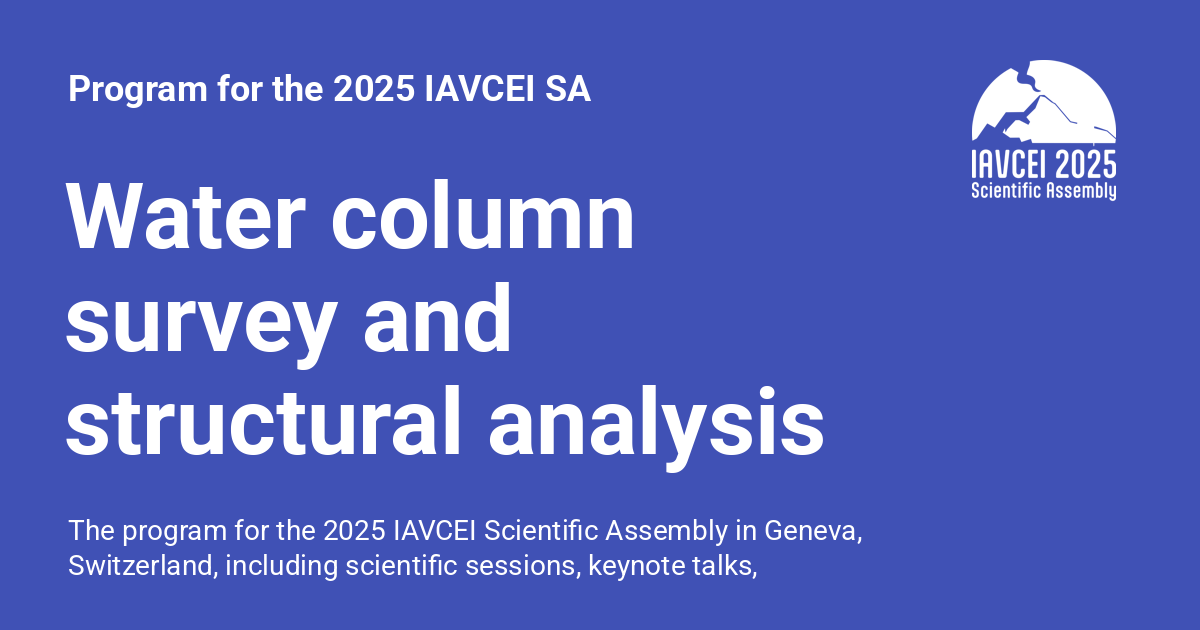 Program for the 2025 IAVCEI SA
IAVCEI 2025
Scientific Assembly
Water column
survey and
structural analysis
The program for the 2025 IAVCEI Scientific Assembly in Geneva,
Switzerland, including scientific sessions, keynote talks,